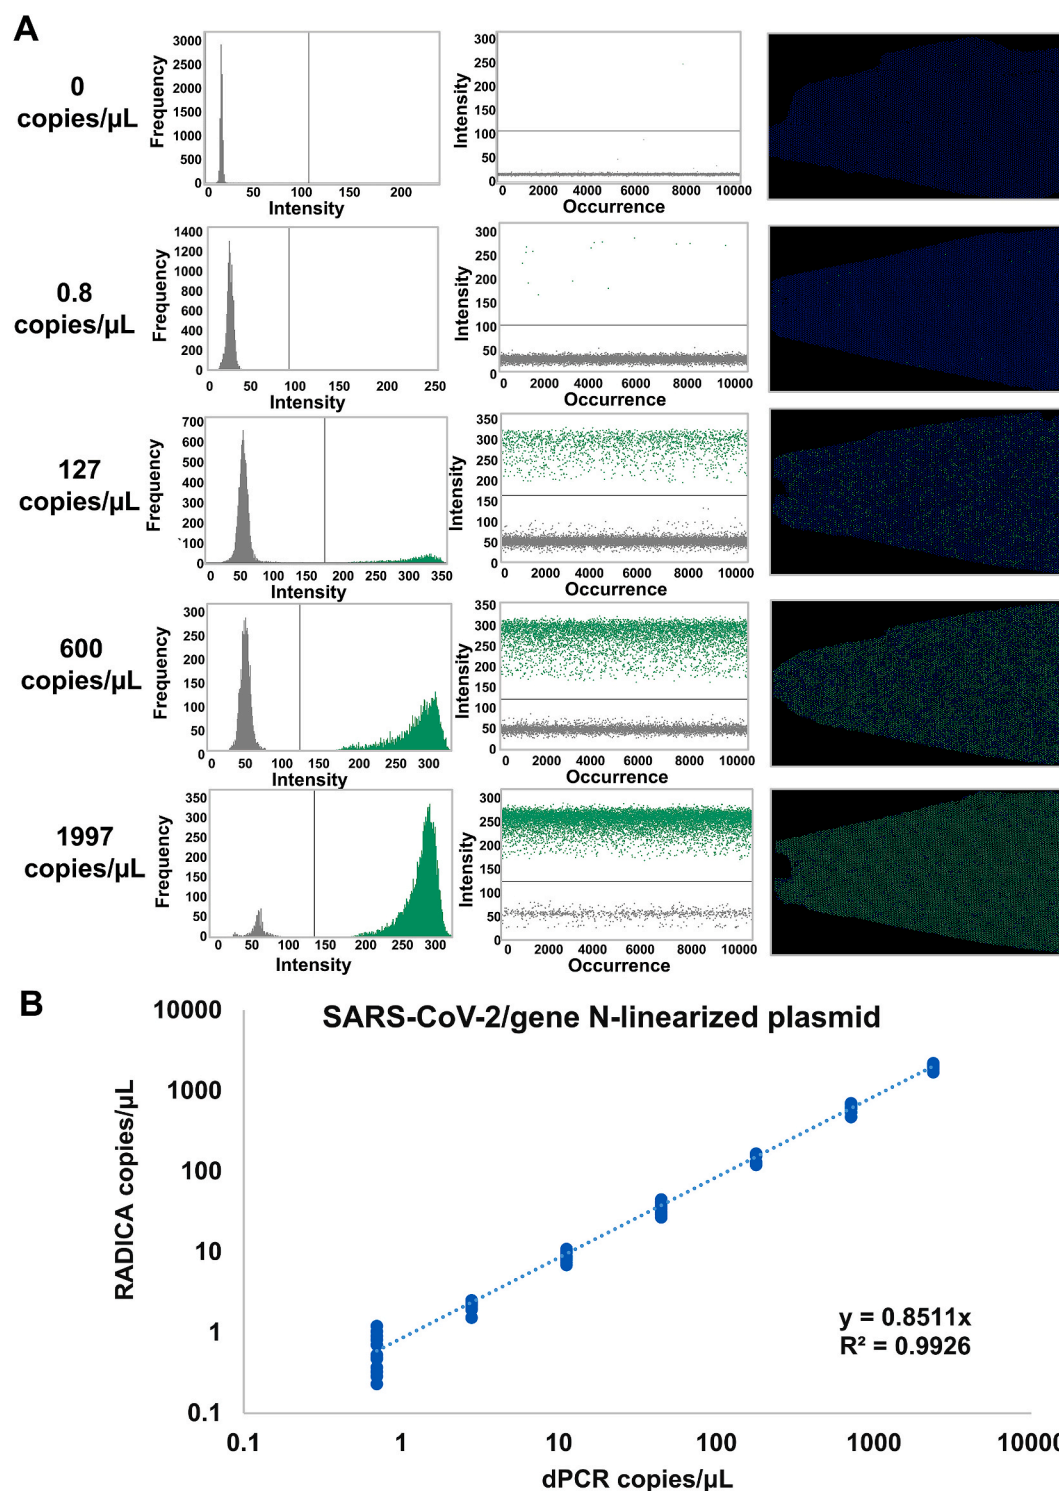 A
0
copies/µL
Frequency
3000
2500
2000
1500
1000
500
0
0 50 100 150 200
Intensity
Intensity
300
250
200
150
100
50
0
0 2000 4000 6000 8000 10000
Occurrence
0.8
copies/µL
Frequency
1400
1200
1000
800
600
400
200
0
0 50 100 150 200 250
Intensity
Intensity
300
250
200
150
100
50
0
0 2000 4000 6000 8000 10000
Occurrence
127
copies/µL
Frequency
700
600
500
400
300
200
100
0
0 50 100 150 200 250 300 350
Intensity
Intensity
350
300
250
200
150
100
50
0
0 2000 4000 6000 8000 10000
Occurrence
600
copies/µL
Frequency
300
250
200
150
100
50
0
0 50 100 150 200 250 300
Intensity
Intensity
350
300
250
200
150
100
50
0
0 2000 4000 6000 8000 10000
Occurrence
1997
copies/µL
Frequency
350
300
250
200
150
100
50
0
0 50 100 150 200 250 300
Intensity
Intensity
300
250
200
150
100
50
0
0 2000 4000 6000 8000 10000
Occurrence
B
SARS-CoV-2/gene N-linearized plasmid
RADICA copies/µL
10000
1000
100
10
1
0.1
y = 0.8511x
R² = 0.9926
0.1 1 10 100 1000 10000
dPCR copies/µL